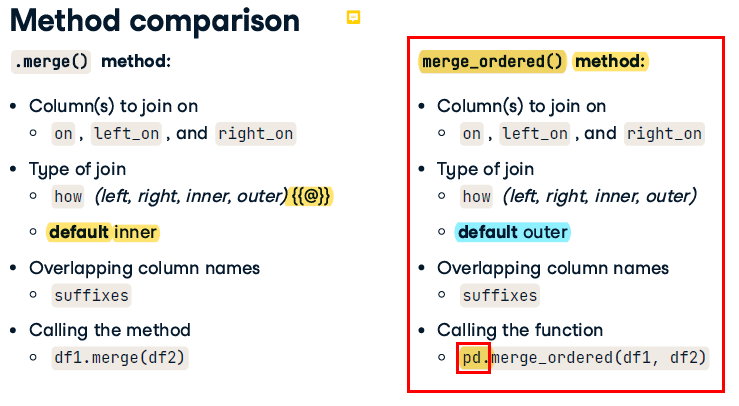 Method comparison
.merge() method:
Column(s) to join on
on , left_on , and right_on
Type of join
how (left, right, inner, outer) {{@}}
default inner
Overlapping column names
suffixes
Calling the method
df1.merge(df2)
merge_ordered() method:
Column(s) to join on
on , left_on , and right_on
Type of join
how (left, right, inner, outer)
default outer
Overlapping column names
suffixes
Calling the function
pd.merge_ordered(df1, df2)